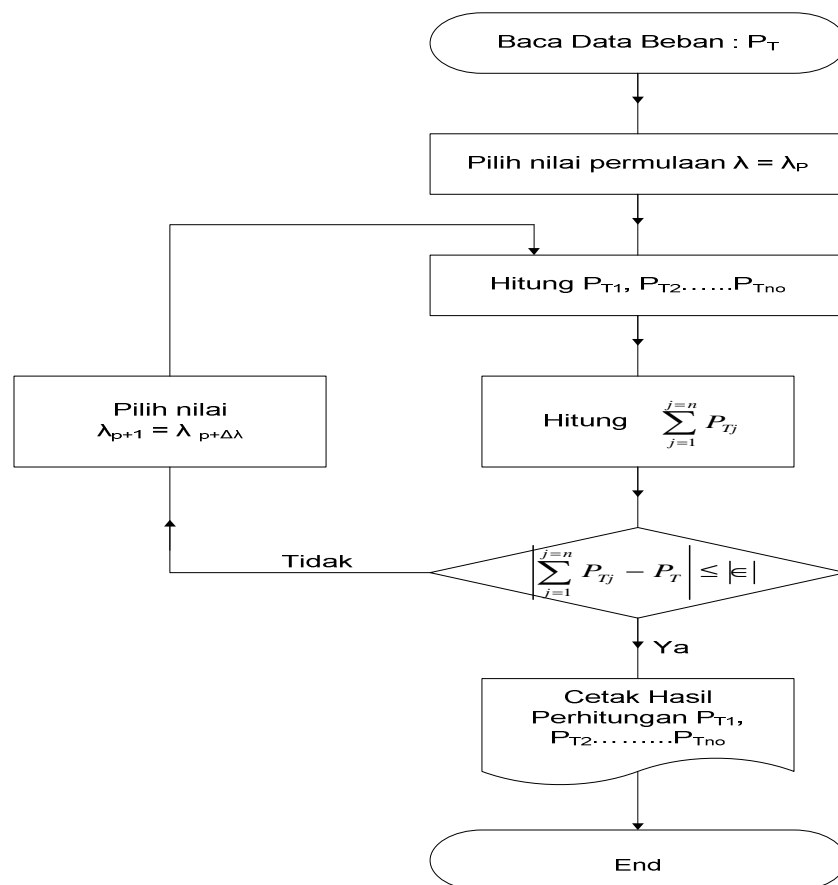 Baca Data Beban : P_T
Pilih nilai permulaan λ = λ_P
Hitung P_T1, P_T2......P_Tno
Pilih nilai
λ_p+1 = λ _p+Δλ
Hitung ∑_{j=1}^{j=n} P_Tj
Tidak
|∑_{j=1}^{j=n} P_Tj − P_T| ≤ |∈|
Ya
Cetak Hasil
Perhitungan P_T1,
P_T2.........P_Tno
End